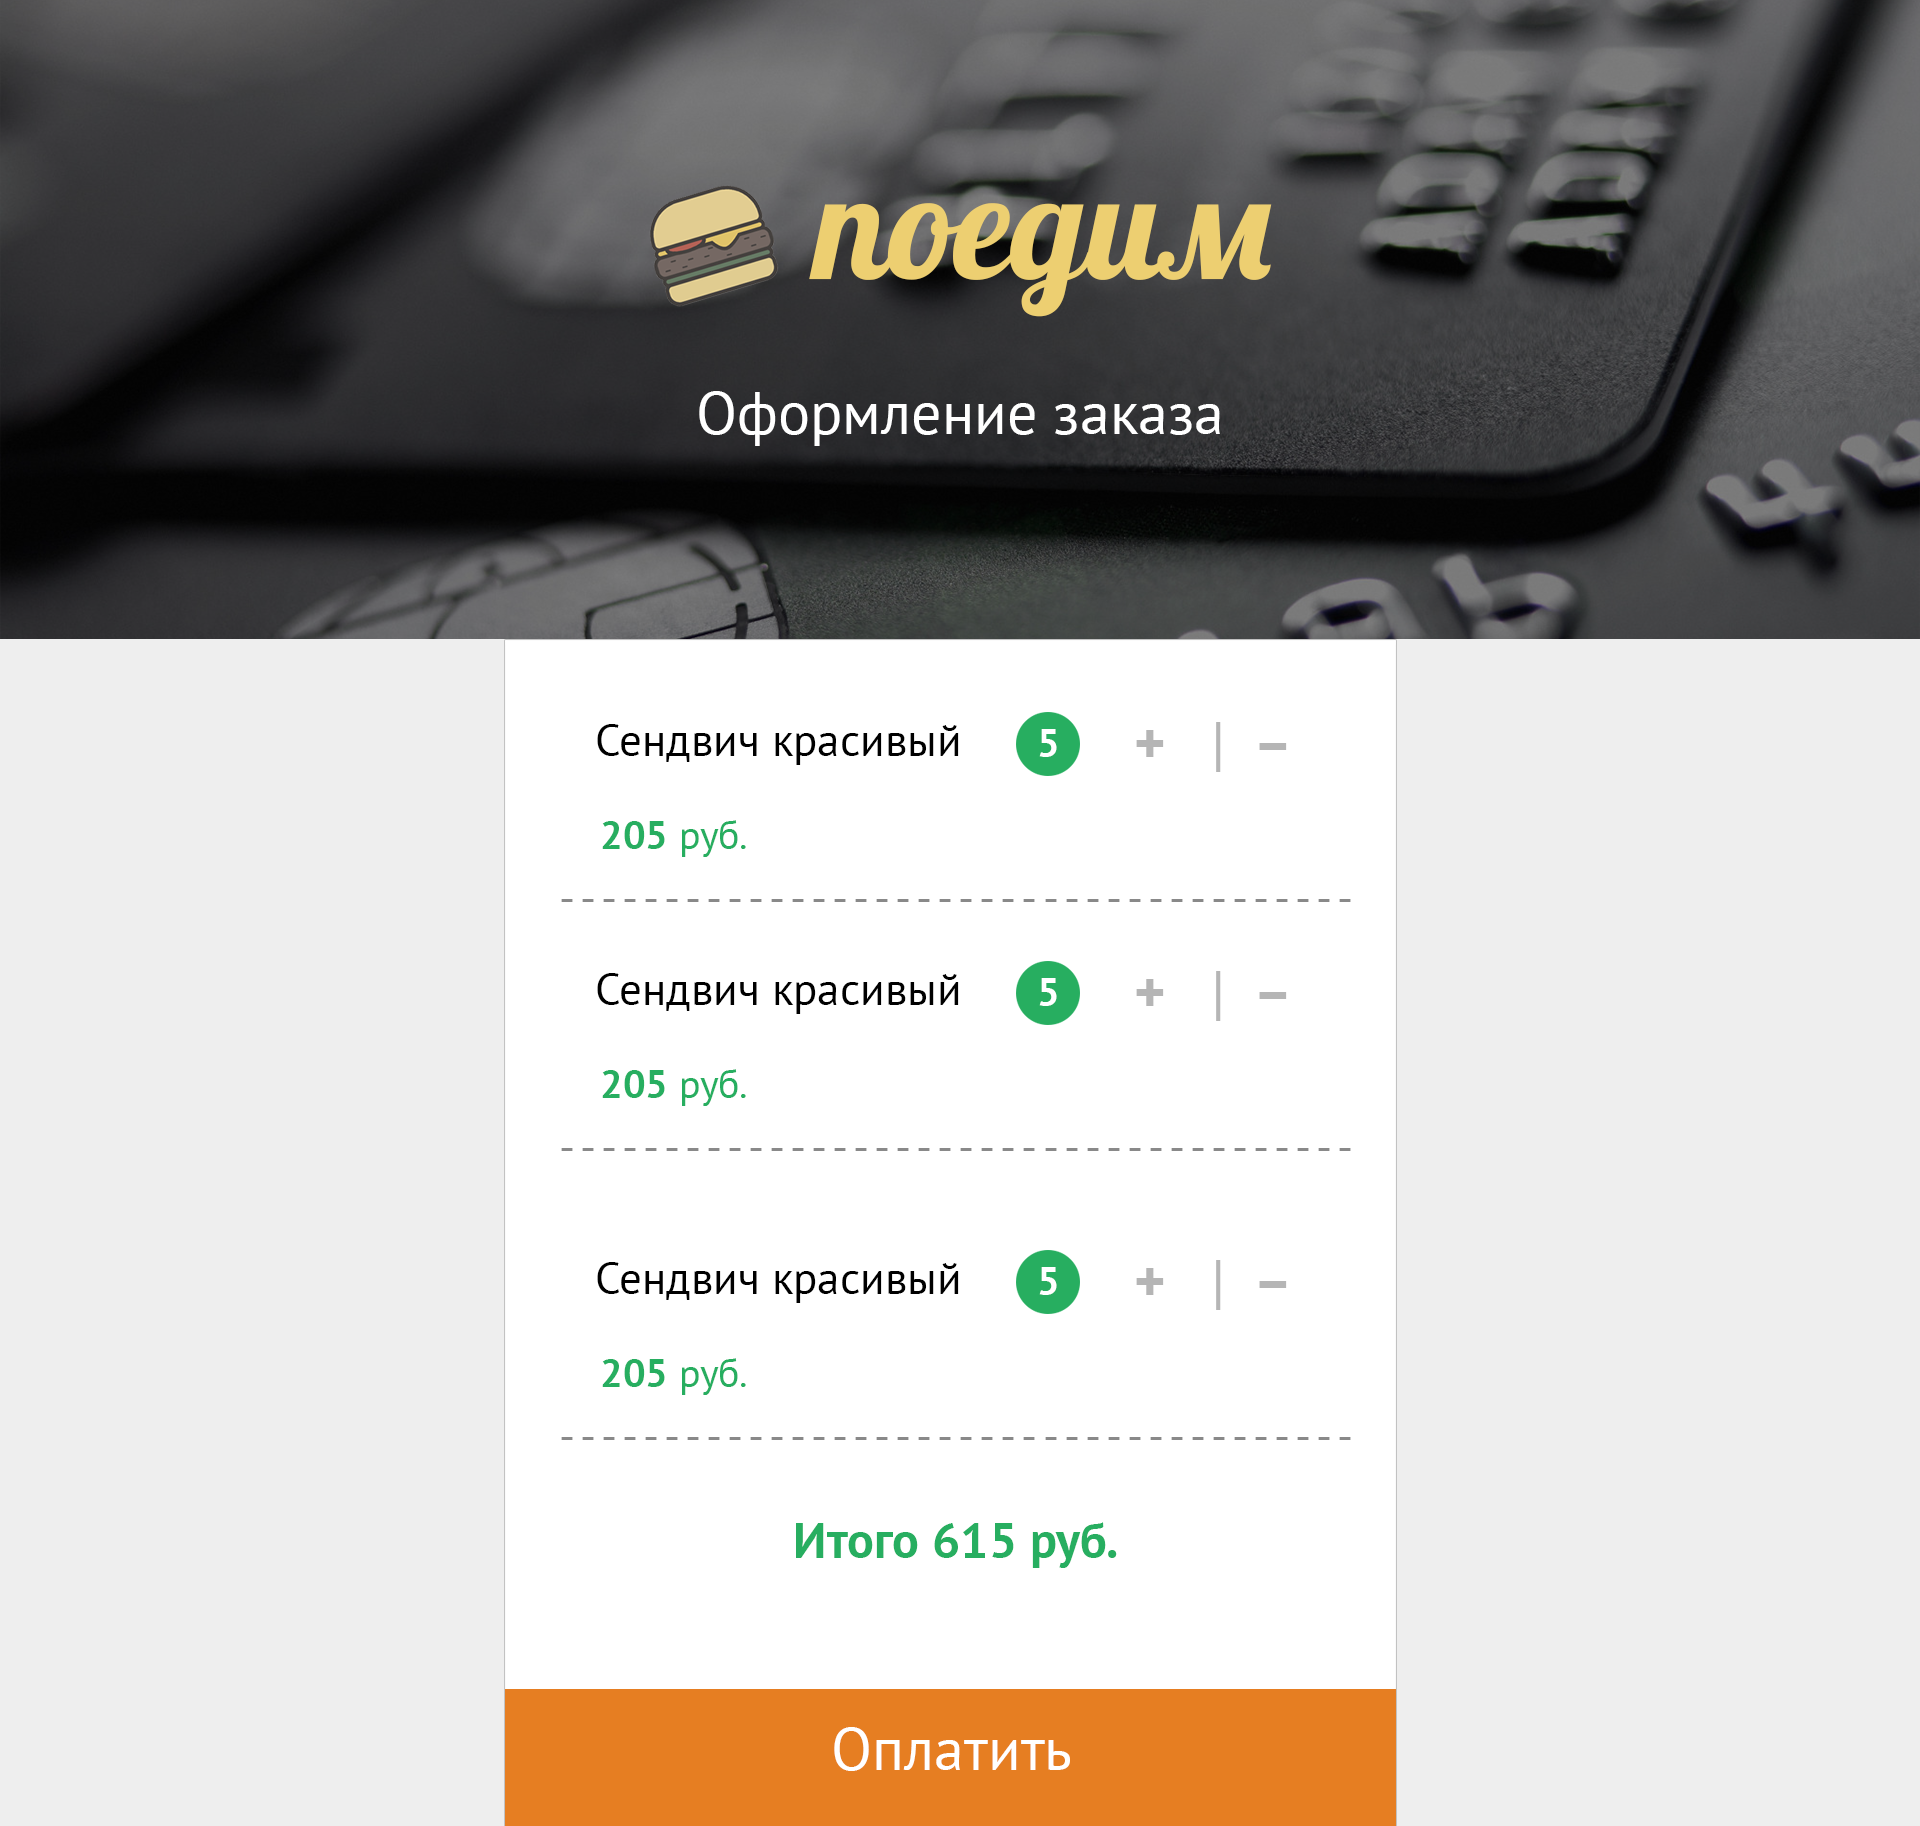 поедим
Оформление заказа
Сендвич красивый 5 + | –
205 руб.
Сендвич красивый 5 + | –
205 руб.
Сендвич красивый 5 + | –
205 руб.
Итого 615 руб.
Оплатить